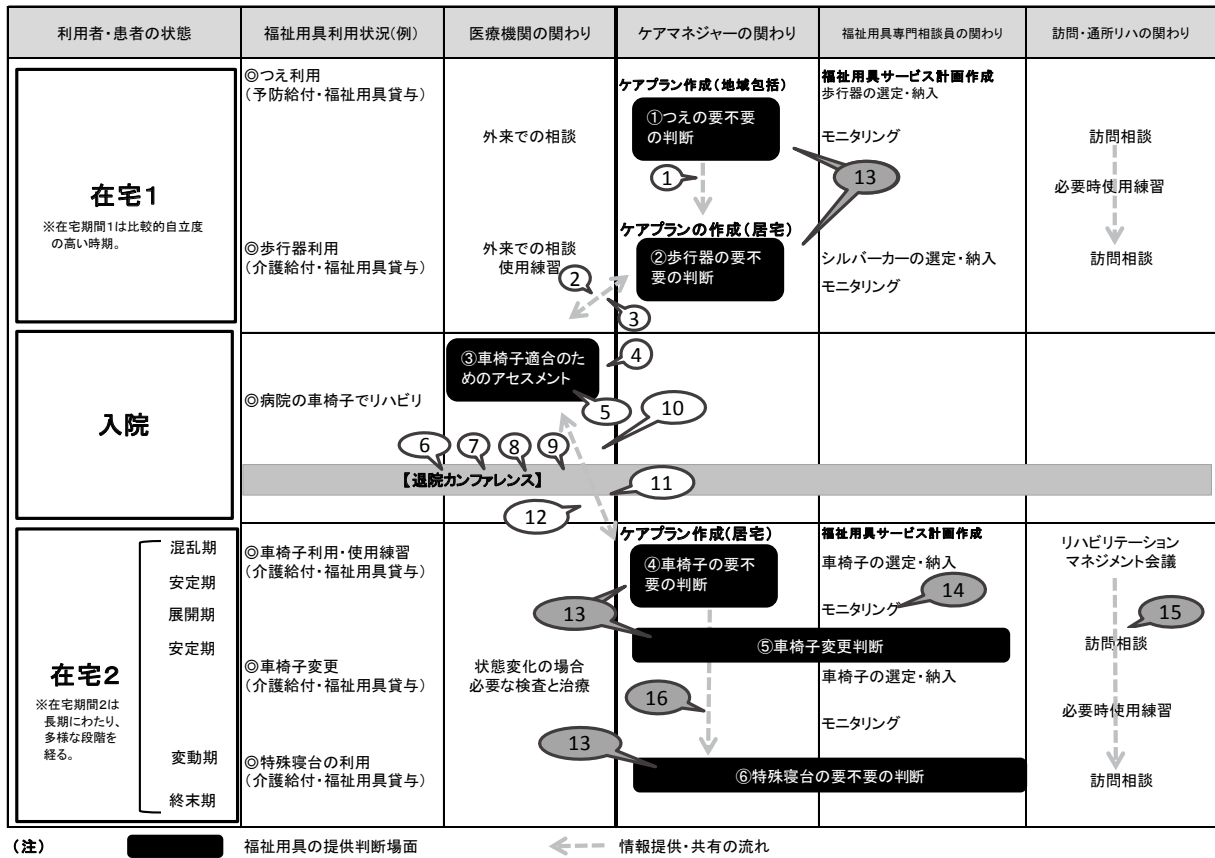 利用者・患者の状態
福祉用具利用状況(例)
医療機関の関わり
ケアマネジャーの関わり
福祉用具専門相談員の関わり
訪問・通所リハの関わり
在宅1
※在宅期間1は比較的自立度
の高い時期。
◎つえ利用
(予防給付・福祉用具貸与)
◎歩行器利用
(介護給付・福祉用具貸与)
外来での相談
外来での相談
使用練習
2
3
ケアプラン作成(地域包括)
①つえの要不要
の判断
1
ケアプランの作成(居宅)
②歩行器の要不
要の判断
福祉用具サービス計画作成
歩行器の選定・納入
モニタリング
13
シルバーカーの選定・納入
モニタリング
訪問相談
必要時使用練習
訪問相談
入院
◎病院の車椅子でリハビリ
③車椅子適合のた
めのアセスメント
4
5
10
6
7
8
9
【退院カンファレンス】
11
12
在宅2
※在宅期間2は
長期にわたり、
多様な段階を
経る。
混乱期
安定期
展開期
安定期
変動期
終末期
◎車椅子利用・使用練習
(介護給付・福祉用具貸与)
◎車椅子変更
(介護給付・福祉用具貸与)
◎特殊寝台の利用
(介護給付・福祉用具貸与)
状態変化の場合
必要な検査と治療
ケアプラン作成(居宅)
④車椅子の要不
要の判断
13
⑤車椅子変更判断
16
13
⑥特殊寝台の要不要の判断
福祉用具サービス計画作成
車椅子の選定・納入
モニタリング
14
車椅子の選定・納入
モニタリング
リハビリテーション
マネジメント会議
15
訪問相談
必要時使用練習
訪問相談
(注)
福祉用具の提供判断場面
情報提供・共有の流れ